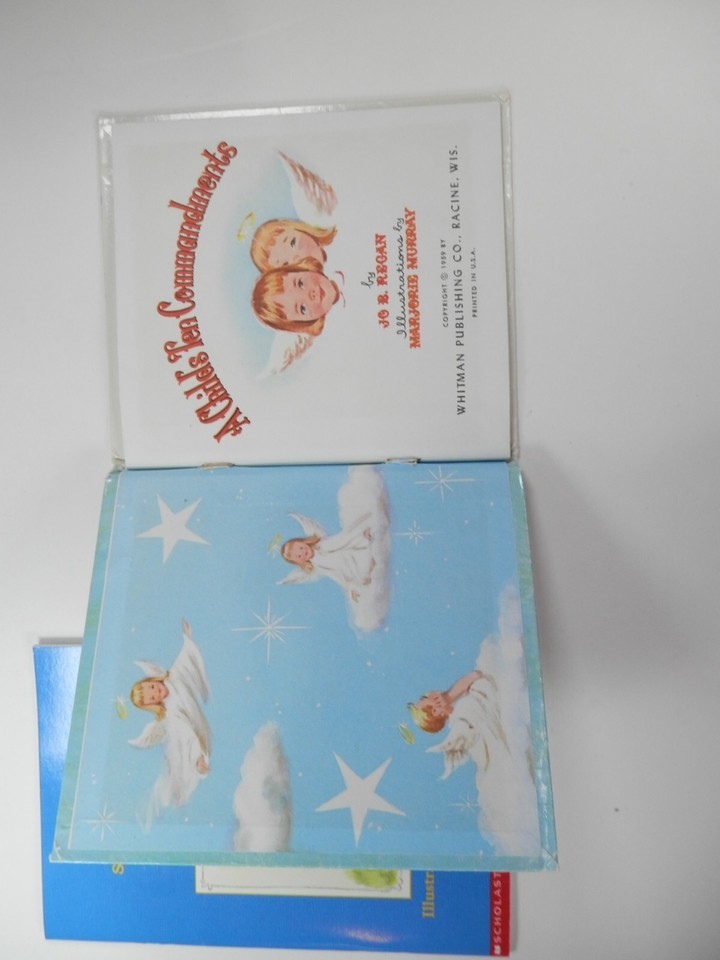 A Child's Ten Commandments
by
JO B. REGAN
Illustrations by
MARJORIE MURRAY
COPYRIGHT © 1959 BY
WHITMAN PUBLISHING CO., RACINE, WIS.
PRINTED IN U.S.A.
SCHOLAST